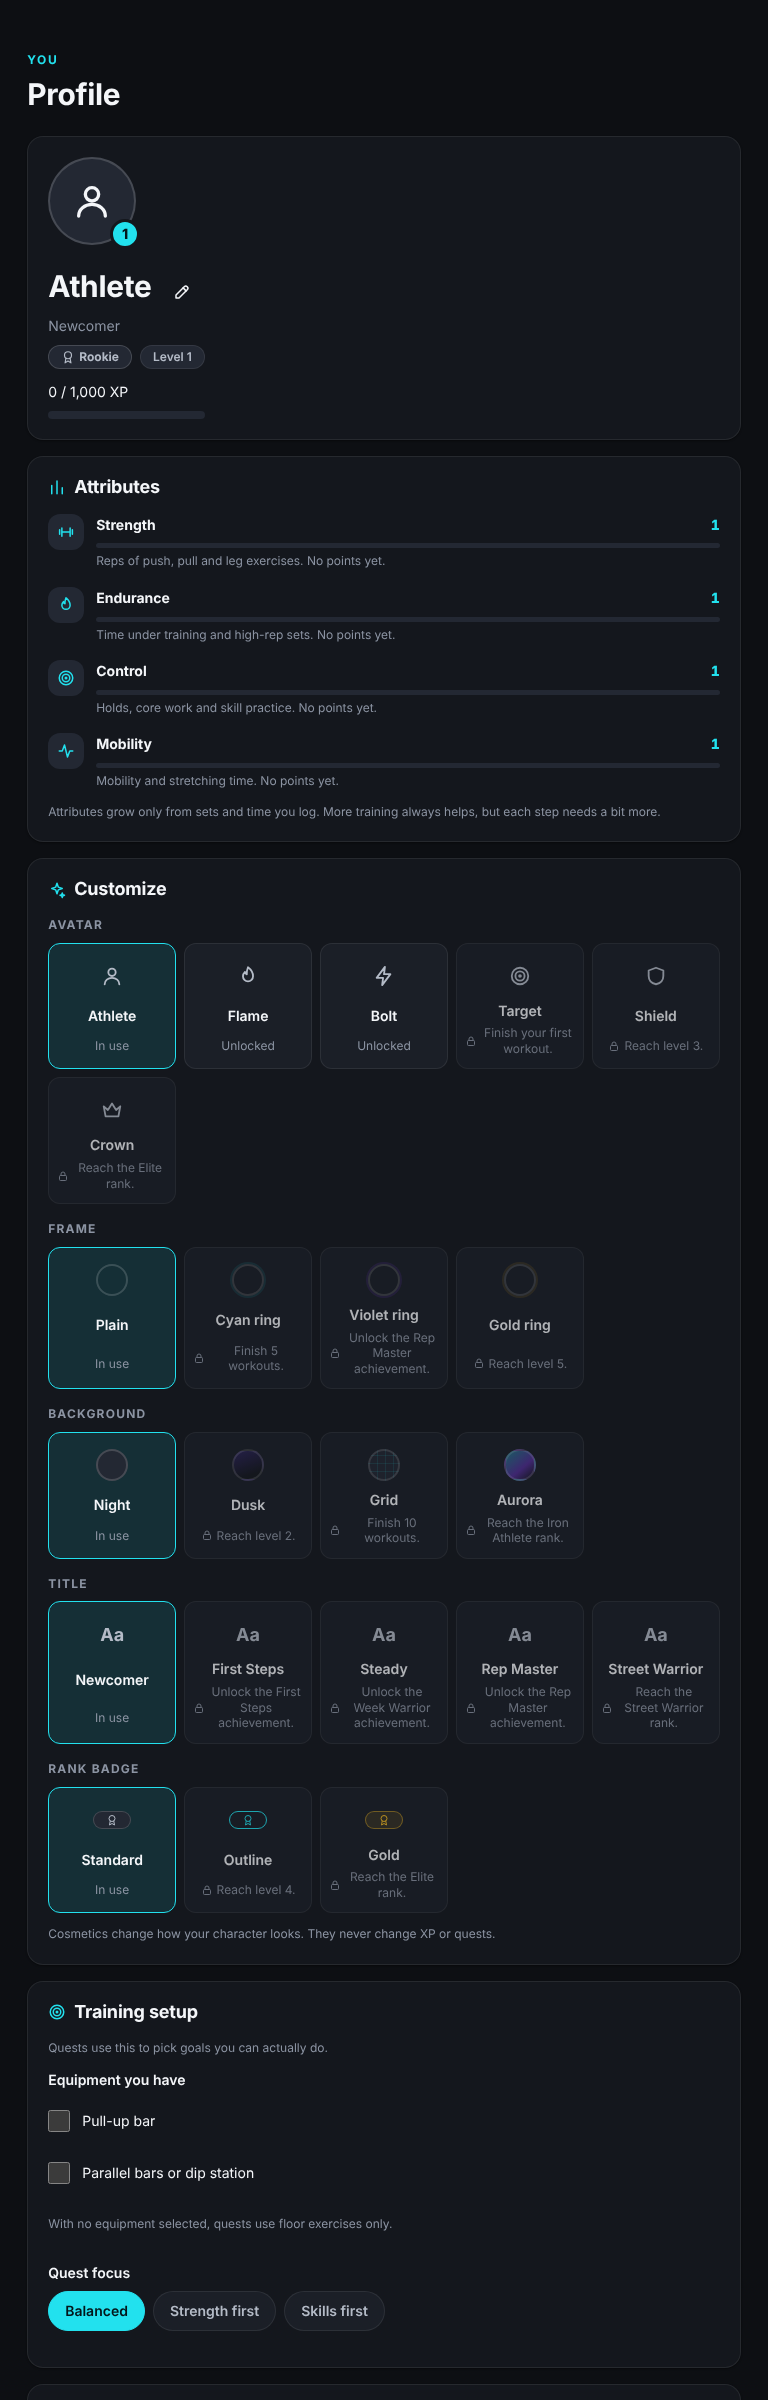 YOU
Profile
1
Athlete
Newcomer
Rookie
Level 1
0 / 1,000 XP
Attributes
Strength 1
Reps of push, pull and leg exercises. No points yet.
Endurance 1
Time under training and high-rep sets. No points yet.
Control 1
Holds, core work and skill practice. No points yet.
Mobility 1
Mobility and stretching time. No points yet.
Attributes grow only from sets and time you log. More training always helps, but each step needs a bit more.
Customize
AVATAR
Athlete
In use
Flame
Unlocked
Bolt
Unlocked
Target
Finish your first
workout.
Shield
Reach level 3.
Crown
Reach the Elite
rank.
FRAME
Plain
In use
Cyan ring
Finish 5
workouts.
Violet ring
Unlock the Rep
Master
achievement.
Gold ring
Reach level 5.
BACKGROUND
Night
In use
Dusk
Reach level 2.
Grid
Finish 10
workouts.
Aurora
Reach the Iron
Athlete rank.
TITLE
Aa
Newcomer
In use
Aa
First Steps
Unlock the First
Steps
achievement.
Aa
Steady
Unlock the
Week Warrior
achievement.
Aa
Rep Master
Unlock the Rep
Master
achievement.
Aa
Street Warrior
Reach the
Street Warrior
rank.
RANK BADGE
Standard
In use
Outline
Reach level 4.
Gold
Reach the Elite
rank.
Cosmetics change how your character looks. They never change XP or quests.
Training setup
Quests use this to pick goals you can actually do.
Equipment you have
Pull-up bar
Parallel bars or dip station
With no equipment selected, quests use floor exercises only.
Quest focus
Balanced
Strength first
Skills first